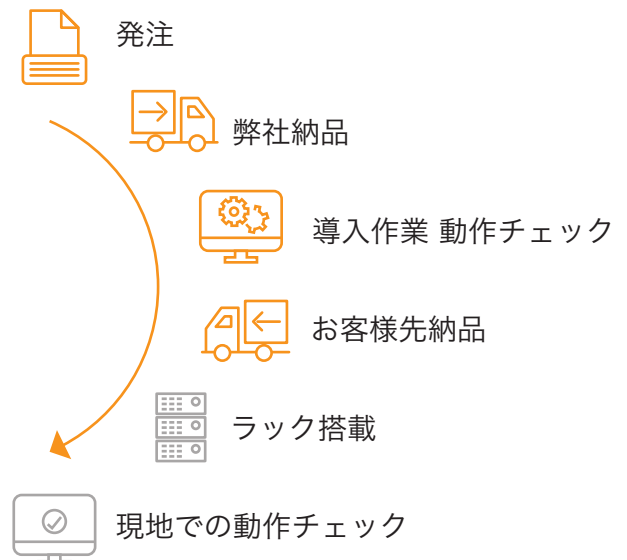 発注
弊社納品
導入作業 動作チェック
お客様先納品
ラック搭載
現地での動作チェック